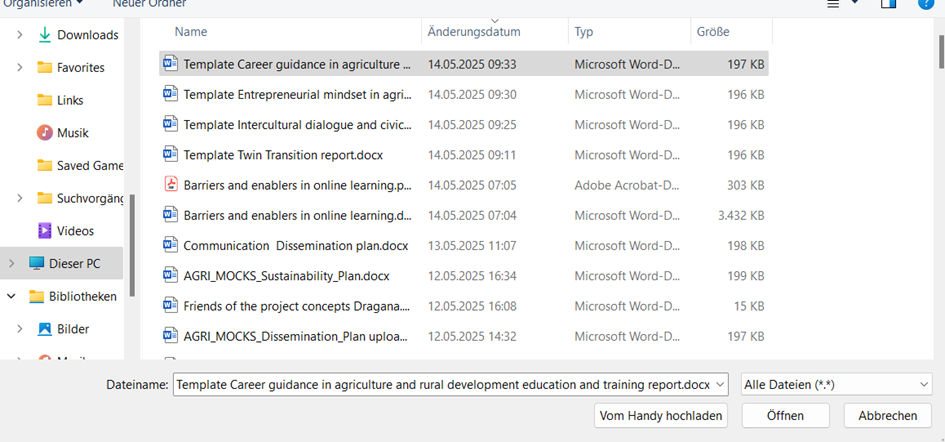 Organisieren Neuer Ordner ?
Downloads
Favorites
Links
Musik
Saved Game
Suchvorgäng
Videos
Dieser PC
Bibliotheken
Bilder
Name Änderungsdatum Typ Größe
Template Career guidance in agriculture ... 14.05.2025 09:33 Microsoft Word-D... 197 KB
Template Entrepreneurial mindset in agri... 14.05.2025 09:30 Microsoft Word-D... 196 KB
Template Intercultural dialogue and civic... 14.05.2025 09:25 Microsoft Word-D... 196 KB
Template Twin Transition report.docx 14.05.2025 09:11 Microsoft Word-D... 196 KB
Barriers and enablers in online learning.p... 14.05.2025 07:05 Adobe Acrobat-D... 303 KB
Barriers and enablers in online learning.d... 14.05.2025 07:04 Microsoft Word-D... 3.432 KB
Communication  Dissemination plan.docx 13.05.2025 11:07 Microsoft Word-D... 198 KB
AGRI_MOCKS_Sustainability_Plan.docx 12.05.2025 16:34 Microsoft Word-D... 199 KB
Friends of the project concepts Dragana.... 12.05.2025 16:08 Microsoft Word-D... 15 KB
AGRI_MOCKS_Dissemination_Plan uploa... 12.05.2025 14:32 Microsoft Word-D... 197 KB
Dateiname: Template Career guidance in agriculture and rural development education and training report.docx Alle Dateien (*.*)
Vom Handy hochladen Öffnen Abbrechen